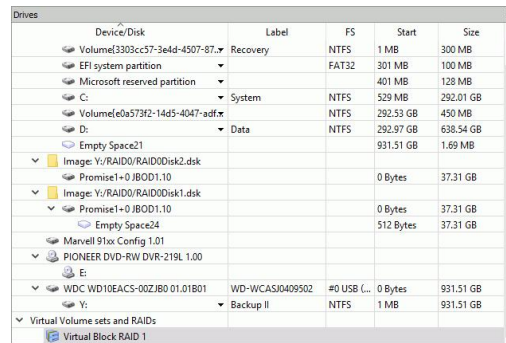 Drives
Device/Disk Label FS Start Size
Volume{3303cc57-3e4d-4507-87.. Recovery NTFS 1 MB 300 MB
EFI system partition FAT32 301 MB 100 MB
Microsoft reserved partition 401 MB 128 MB
C: System NTFS 529 MB 292.01 GB
Volume{e0a573f2-14d5-4047-adf. NTFS 292.53 GB 450 MB
D: Data NTFS 292.97 GB 638.54 GB
Empty Space21 931.51 GB 1.69 MB
Image: Y:/RAID0/RAID0Disk2.dsk
Promise1+0 JBOD1.10 0 Bytes 37.31 GB
Image: Y:/RAID0/RAID0Disk1.dsk
Promise1+0 JBOD1.10 0 Bytes 37.31 GB
Empty Space24 512 Bytes 37.31 GB
Marvell 91xx Config 1.01
PIONEER DVD-RW DVR-219L 1.00
E:
WDC WD10EACS-00ZJB0 01.01B01 WD-WCASJ0409502 #0 USB (... 0 Bytes 931.51 GB
Y: Backup II NTFS 1 MB 931.51 GB
Virtual Volume sets and RAIDs
Virtual Block RAID 1